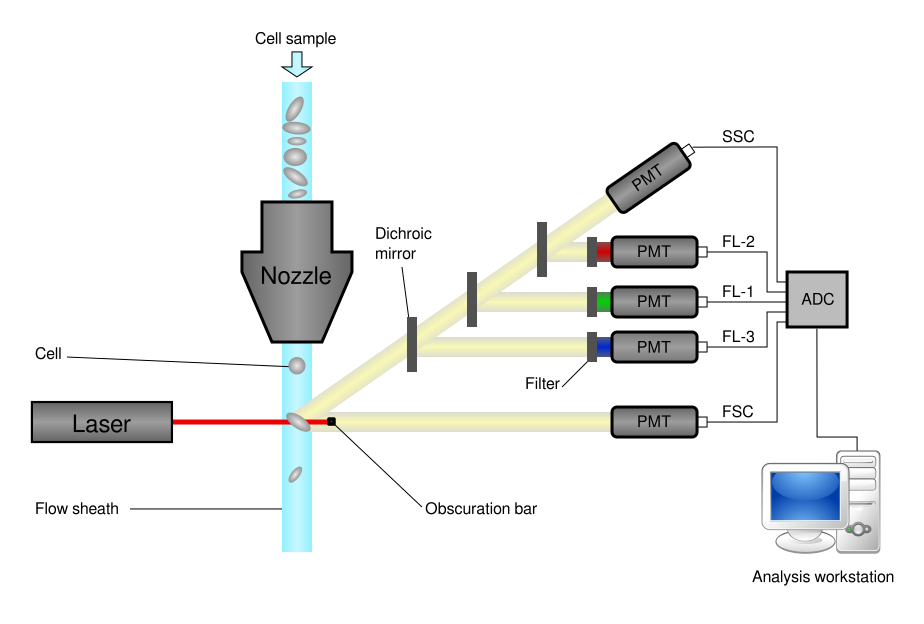 Cell sample
SSC
PMT
Dichroic
mirror
FL-2
PMT
Nozzle
FL-1
PMT
ADC
FL-3
PMT
Cell
Filter
Laser
FSC
PMT
Flow sheath
Obscuration bar
Analysis workstation